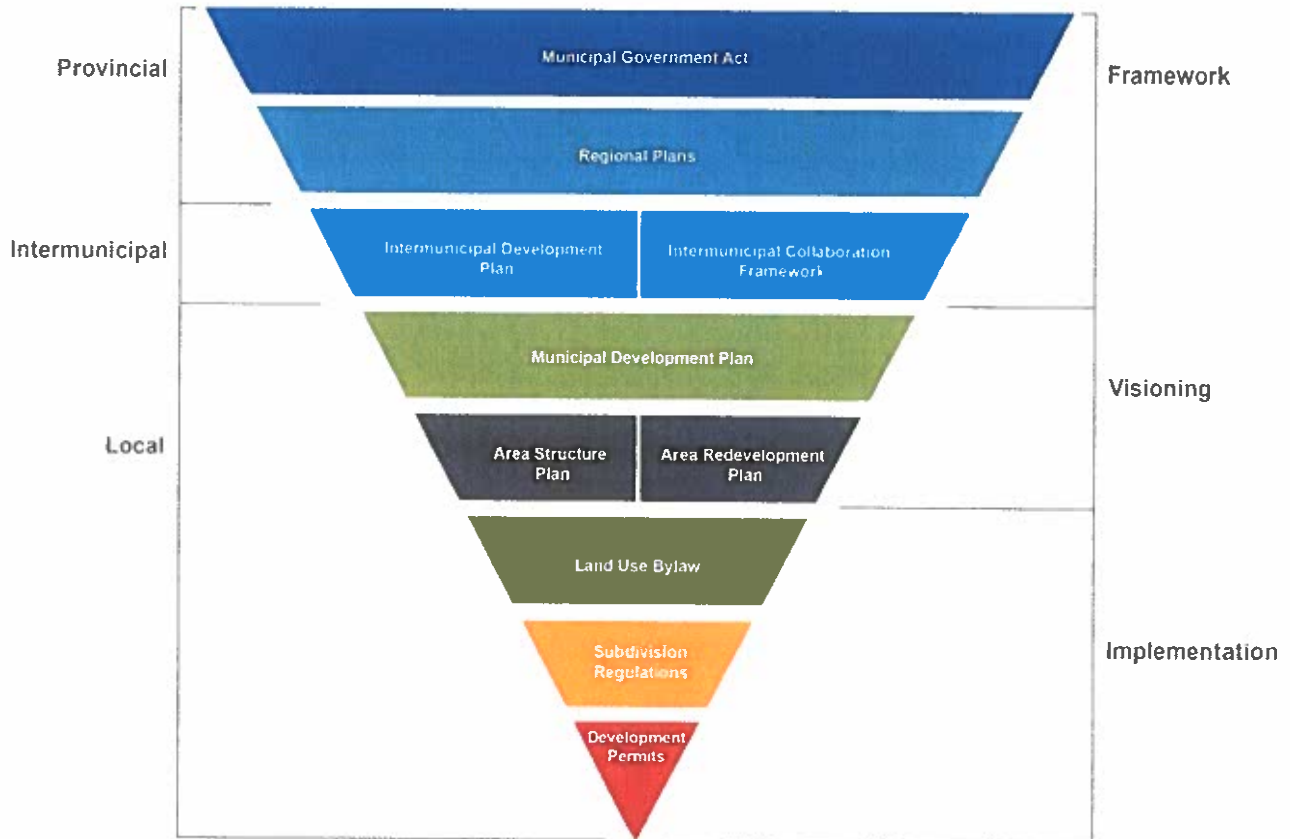 Provincial
Municipal Government Act
Framework
Regional Plans
Intermunicipal
Intermunicipal Development
Plan
Intermunicipal Collaboration
Framework
Municipal Development Plan
Visioning
Local
Area Structure
Plan
Area Redevelopment
Plan
Land Use Bylaw
Subdivision
Regulations
Implementation
Development
Permits